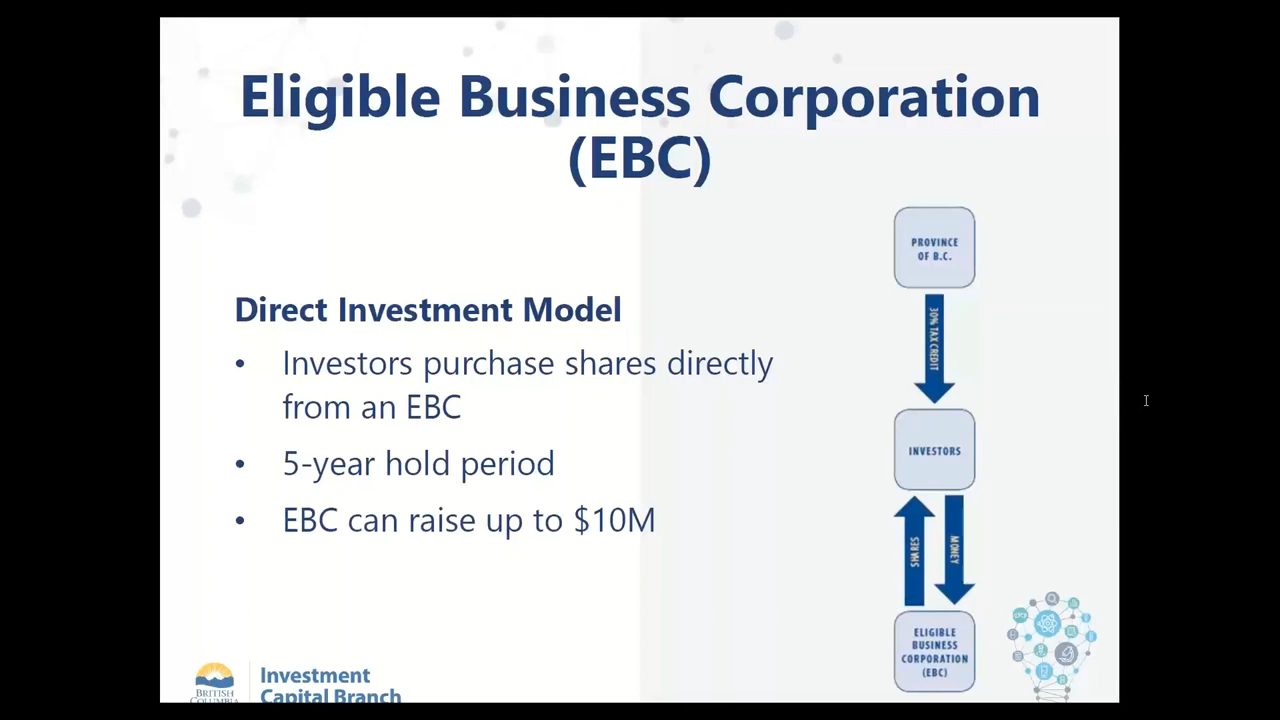 Eligible Business Corporation
(EBC)
Direct Investment Model
• Investors purchase shares directly
from an EBC
• 5-year hold period
• EBC can raise up to $10M
PROVINCE
OF B.C.
30% TAX CREDIT
INVESTORS
SHARES
MONEY
ELIGIBLE
BUSINESS
CORPORATION
(EBC)
BRITISH
COLUMBIA
Investment
Capital Branch